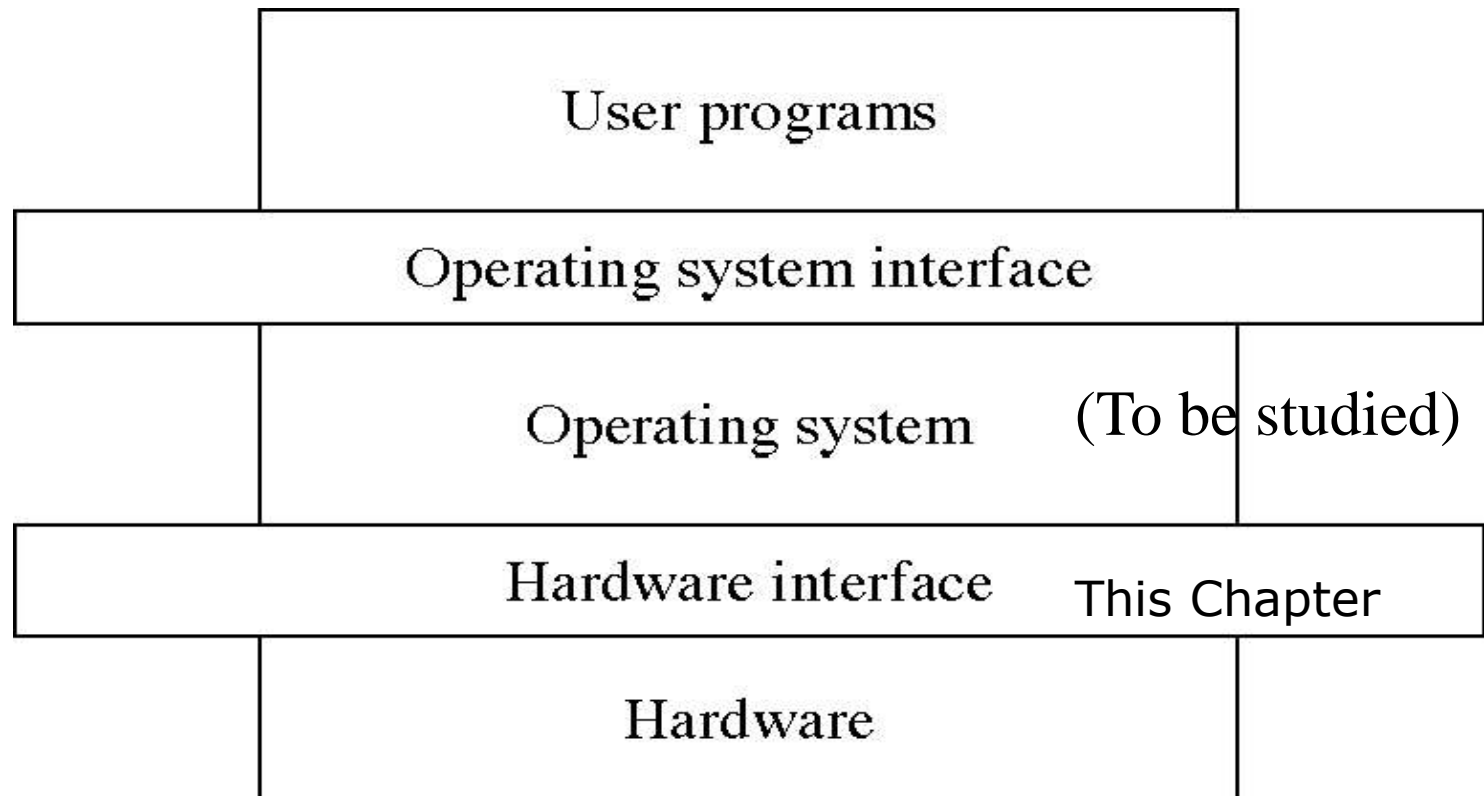 User programs
Operating system interface
Operating system (To be studied)
Hardware interface This Chapter
Hardware